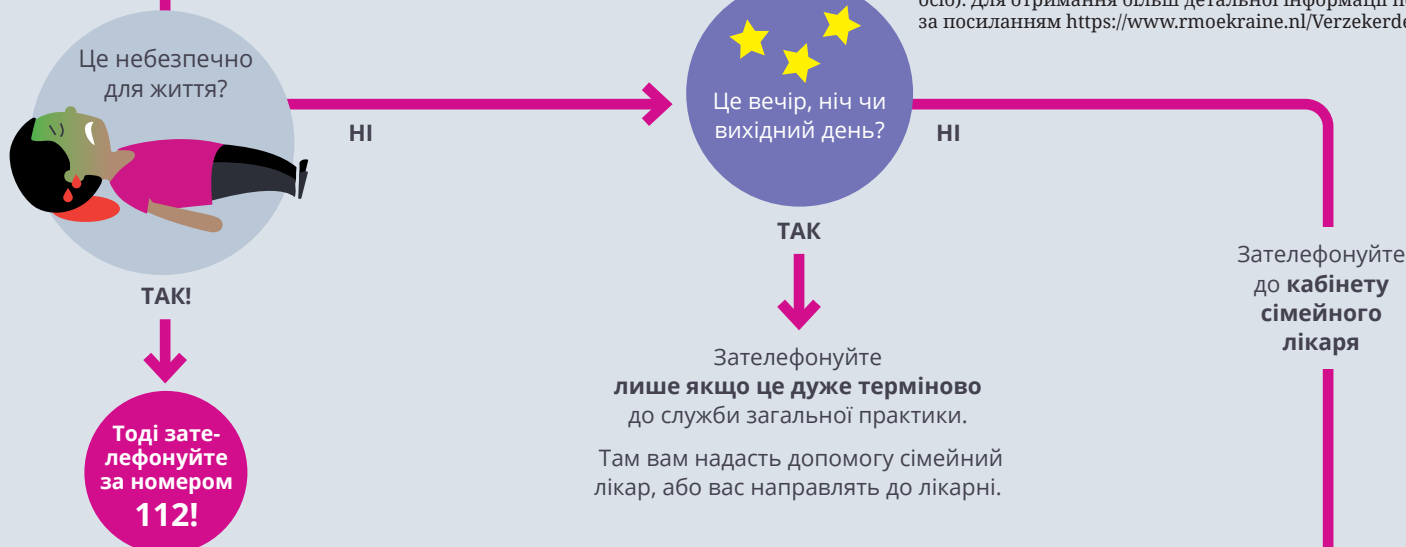 за посиланням https://www.rmoekraine.nl/Verzekerde
Це небезпечно
для життя?
НІ
Це вечір, ніч чи
вихідний день?
НІ
ТАК
ТАК!
Зателефонуйте
до кабінету
сімейного
лікаря
Зателефонуйте
лише якщо це дуже терміново
до служби загальної практики.
Там вам надасть допомогу сімейний
лікар, або вас направлять до лікарні.
Тоді зате-
лефонуйте
за номером
112!